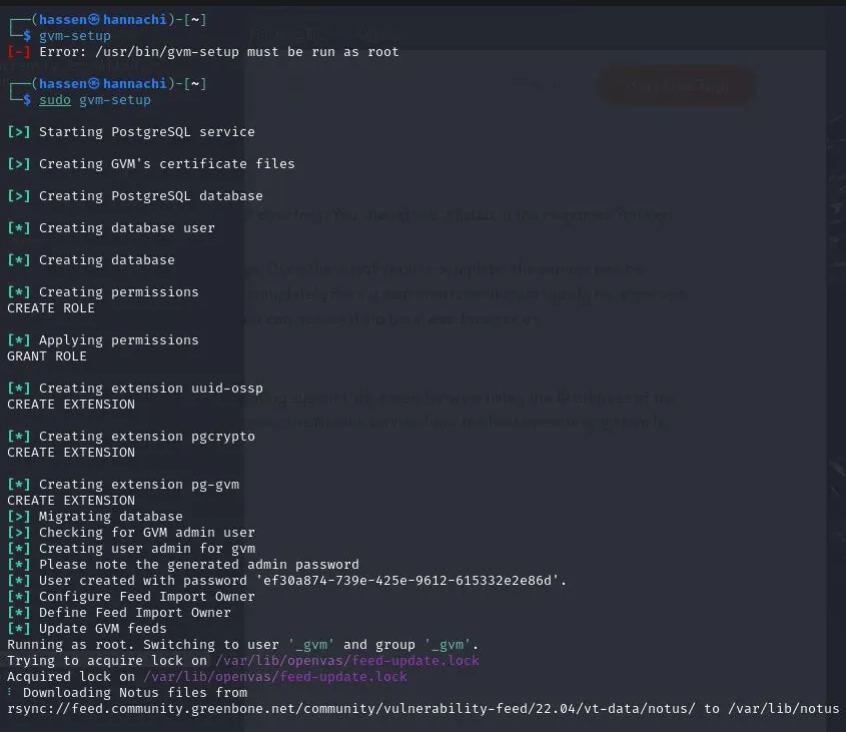 ┌──(hassen㉿hannachi)-[~]
└─$ gvm-setup
[-] Error: /usr/bin/gvm-setup must be run as root
┌──(hassen㉿hannachi)-[~]
└─$ sudo gvm-setup
[>] Starting PostgreSQL service
[>] Creating GVM's certificate files
[>] Creating PostgreSQL database
[*] Creating database user
[*] Creating database
[*] Creating permissions
CREATE ROLE
[*] Applying permissions
GRANT ROLE
[*] Creating extension uuid-ossp
CREATE EXTENSION
[*] Creating extension pgcrypto
CREATE EXTENSION
[*] Creating extension pg-gvm
CREATE EXTENSION
[>] Migrating database
[>] Checking for GVM admin user
[*] Creating user admin for gvm
[*] Please note the generated admin password
[*] User created with password 'ef30a874-739e-425e-9612-615332e2e86d'.
[*] Configure Feed Import Owner
[*] Define Feed Import Owner
[*] Update GVM feeds
Running as root. Switching to user '_gvm' and group '_gvm'.
Trying to acquire lock on /var/lib/openvas/feed-update.lock
Acquired lock on /var/lib/openvas/feed-update.lock
⠸ Downloading Notus files from
rsync://feed.community.greenbone.net/community/vulnerability-feed/22.04/vt-data/notus/ to /var/lib/notus